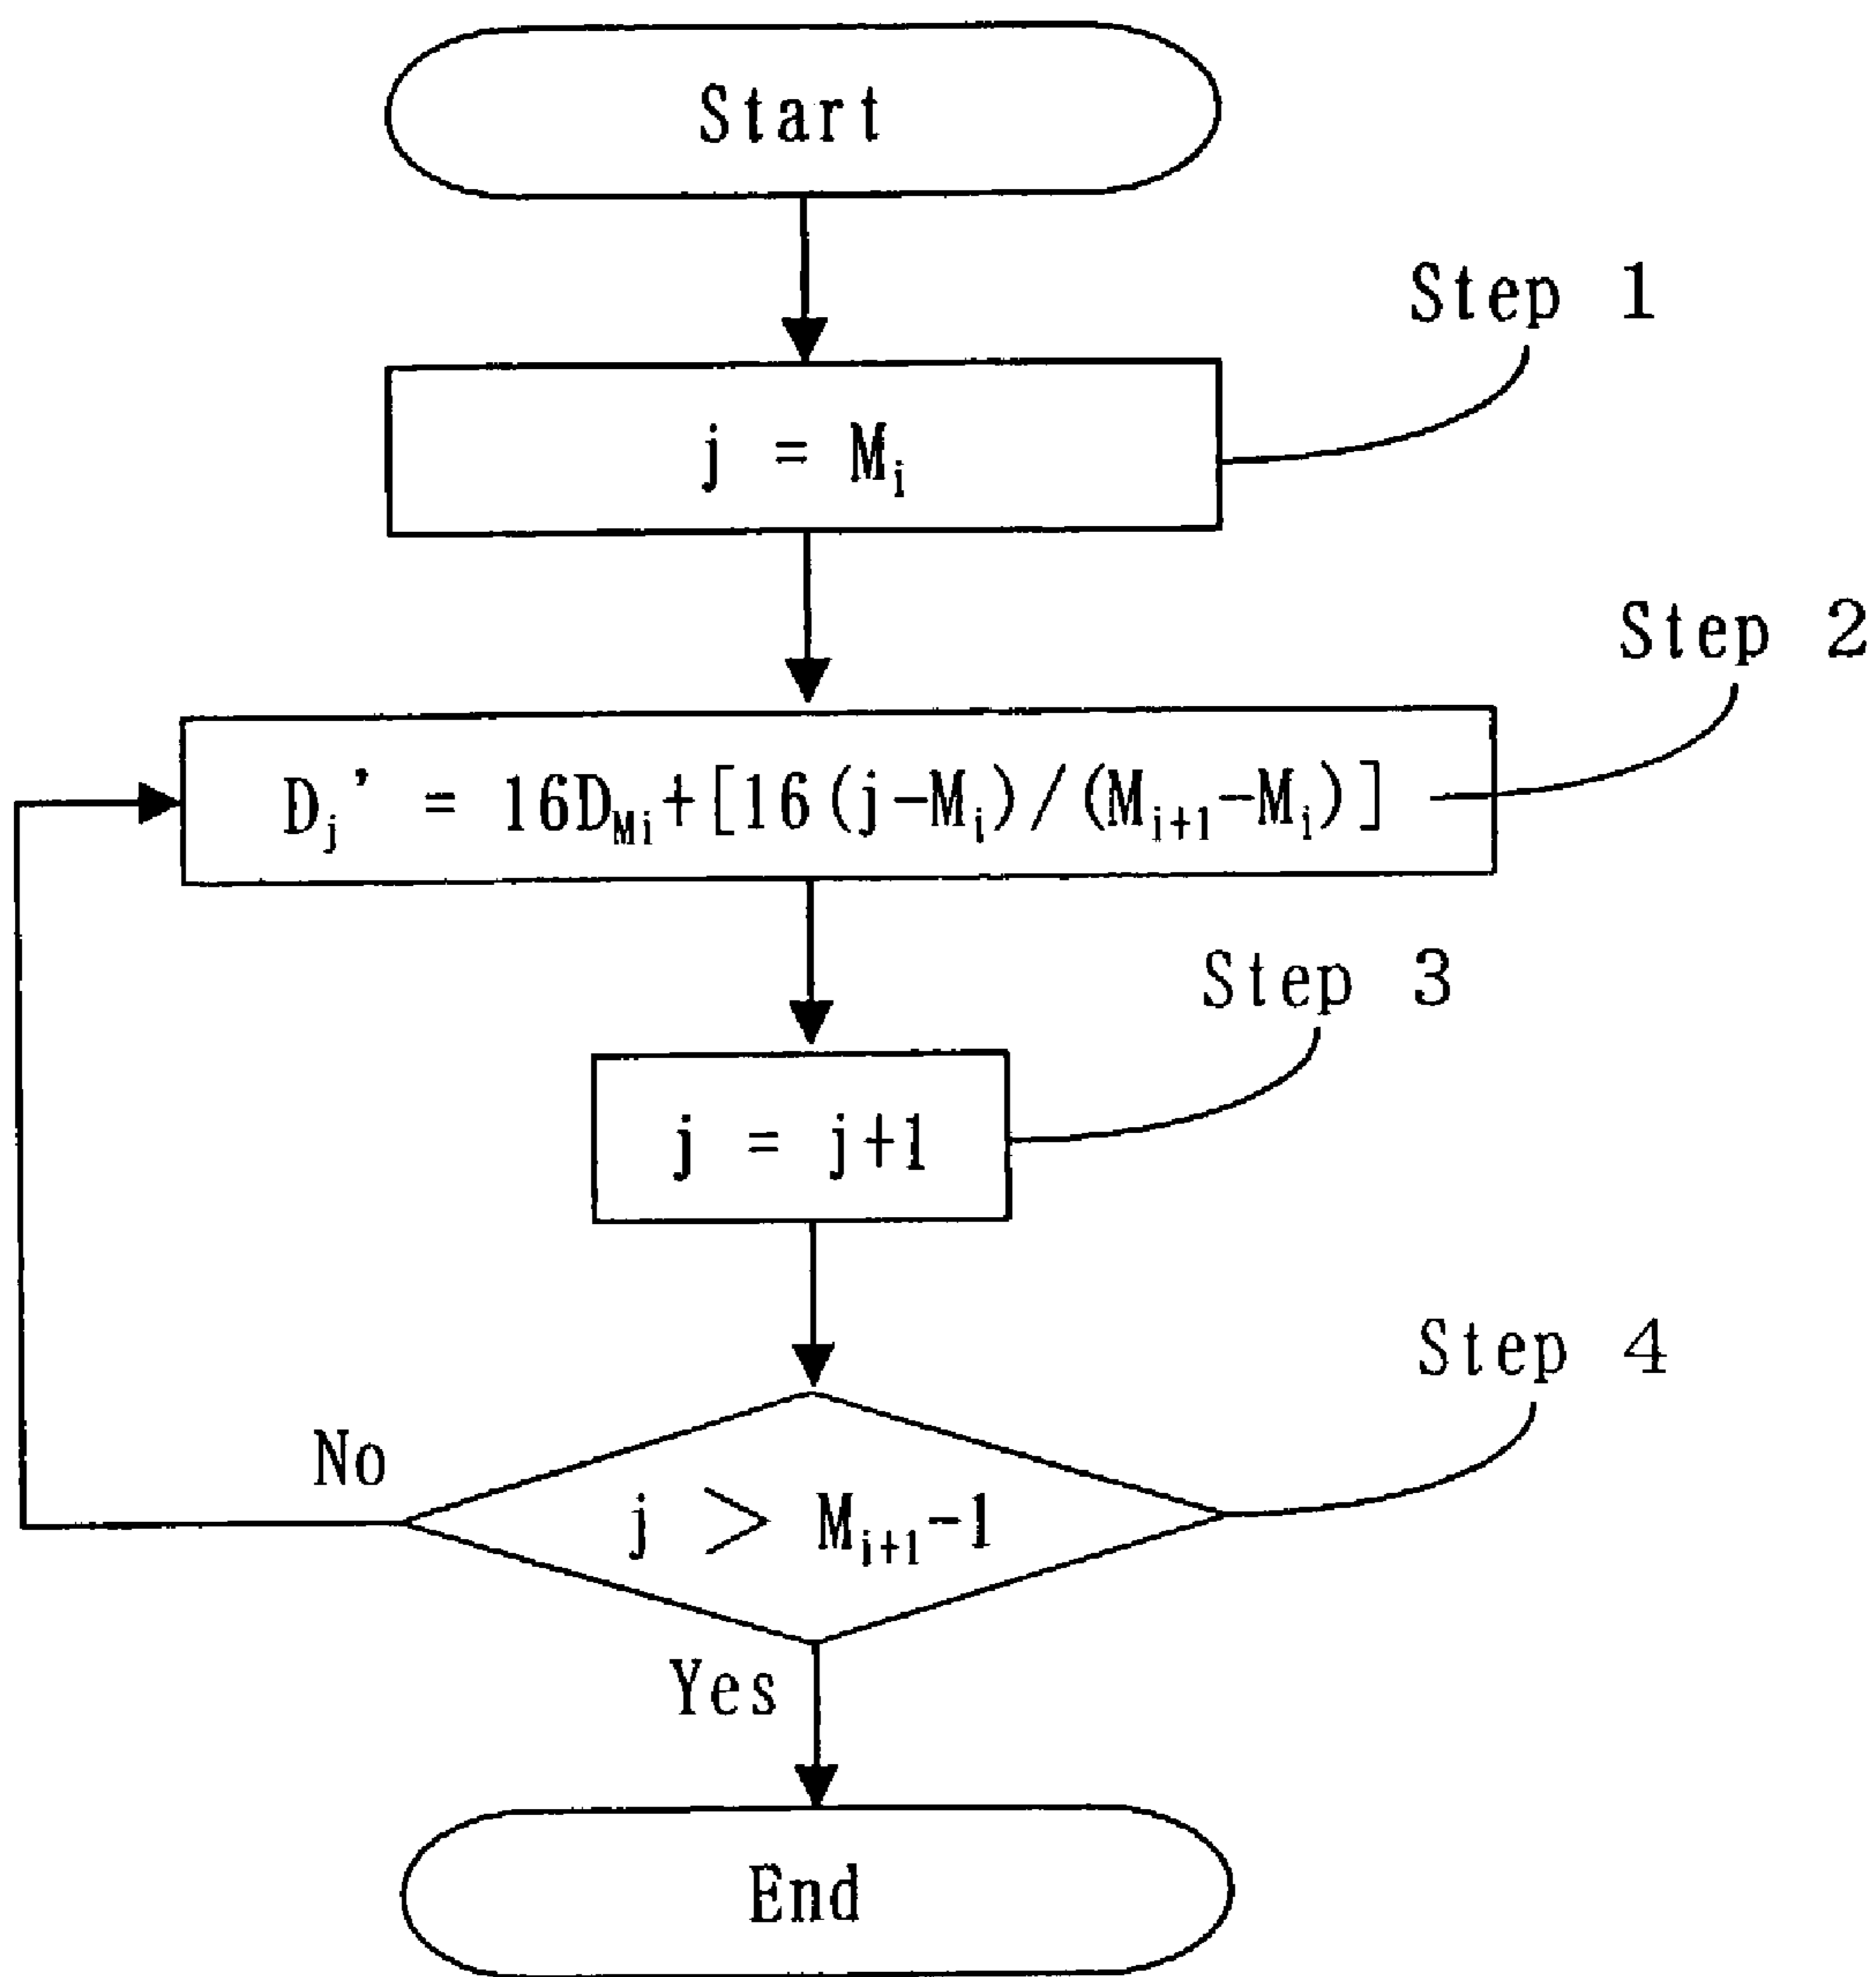 Start
Step 1
j = Mᵢ
Step 2
Dⱼ' = 16D_Mi+[16(j-Mᵢ)/(Mᵢ₊₁-Mᵢ)]
Step 3
j = j+1
Step 4
No
j > Mᵢ₊₁-1
Yes
End